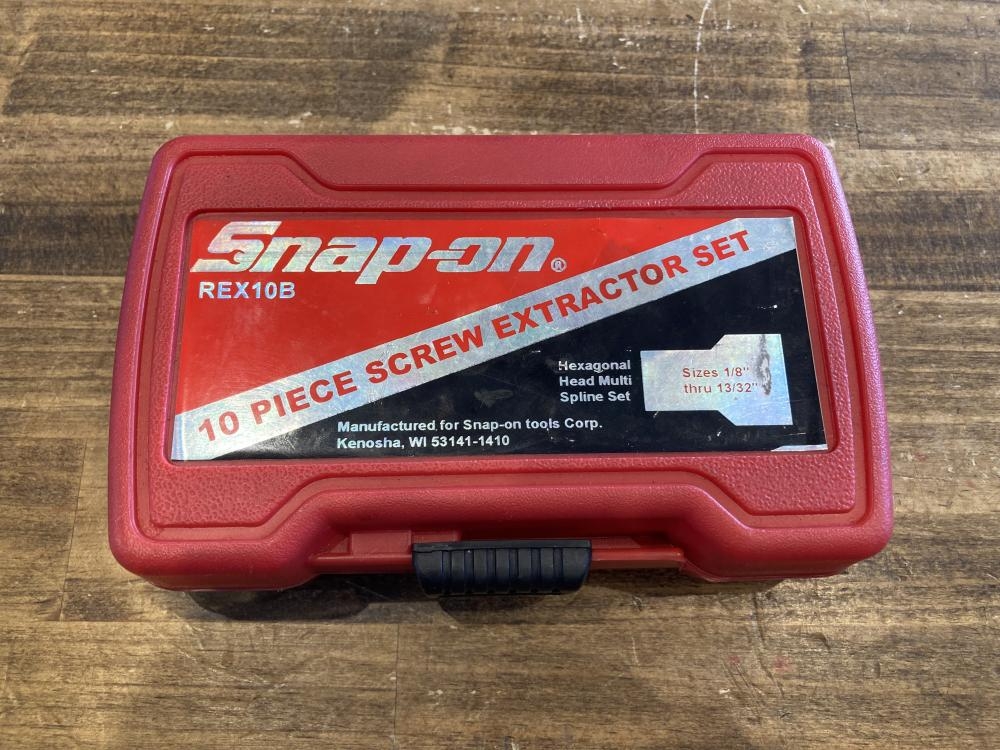 Snap-on®
REX10B
10 PIECE SCREW EXTRACTOR SET
Hexagonal
Head Multi
Spline Set
Sizes 1/8"
thru 13/32"
Manufactured for Snap-on tools Corp.
Kenosha, WI 53141-1410